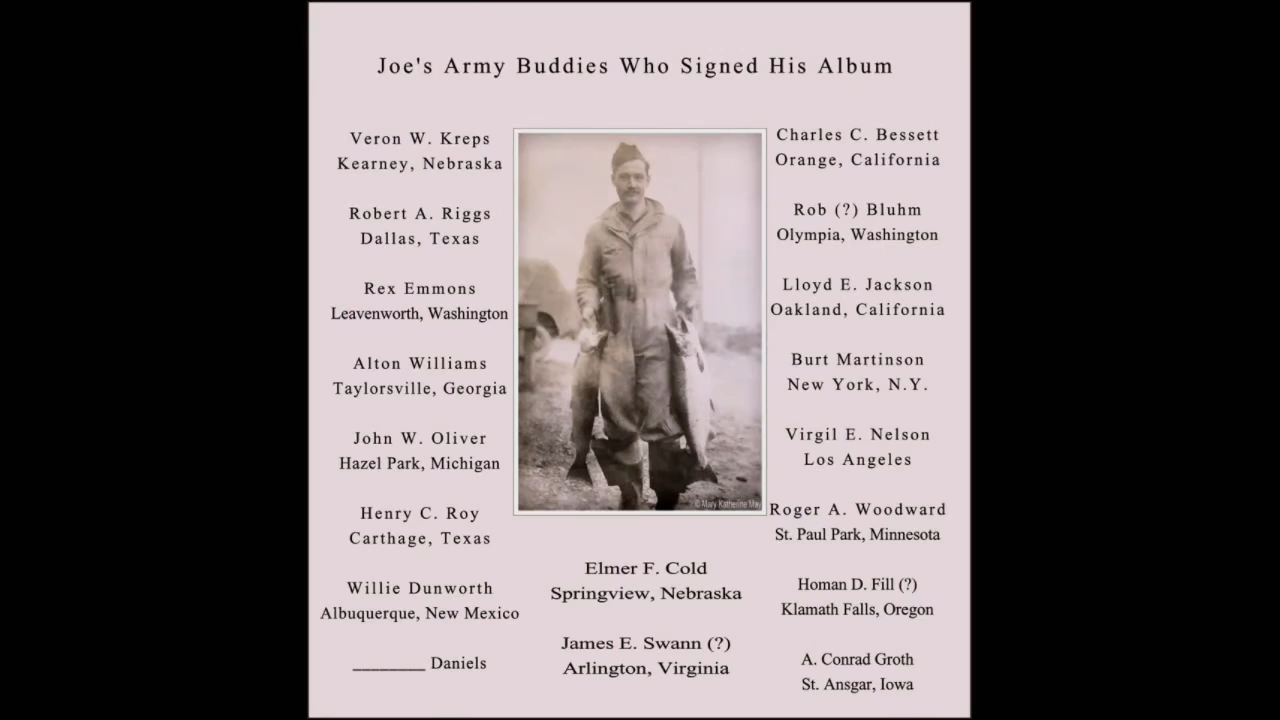 Joe's Army Buddies Who Signed His Album
Veron W. Kreps
Kearney, Nebraska
Robert A. Riggs
Dallas, Texas
Rex Emmons
Leavenworth, Washington
Alton Williams
Taylorsville, Georgia
John W. Oliver
Hazel Park, Michigan
Henry C. Roy
Carthage, Texas
Willie Dunworth
Albuquerque, New Mexico
________ Daniels
© Mary Katherine May
Elmer F. Cold
Springview, Nebraska
James E. Swann (?)
Arlington, Virginia
Charles C. Bessett
Orange, California
Rob (?) Bluhm
Olympia, Washington
Lloyd E. Jackson
Oakland, California
Burt Martinson
New York, N.Y.
Virgil E. Nelson
Los Angeles
Roger A. Woodward
St. Paul Park, Minnesota
Homan D. Fill (?)
Klamath Falls, Oregon
A. Conrad Groth
St. Ansgar, Iowa